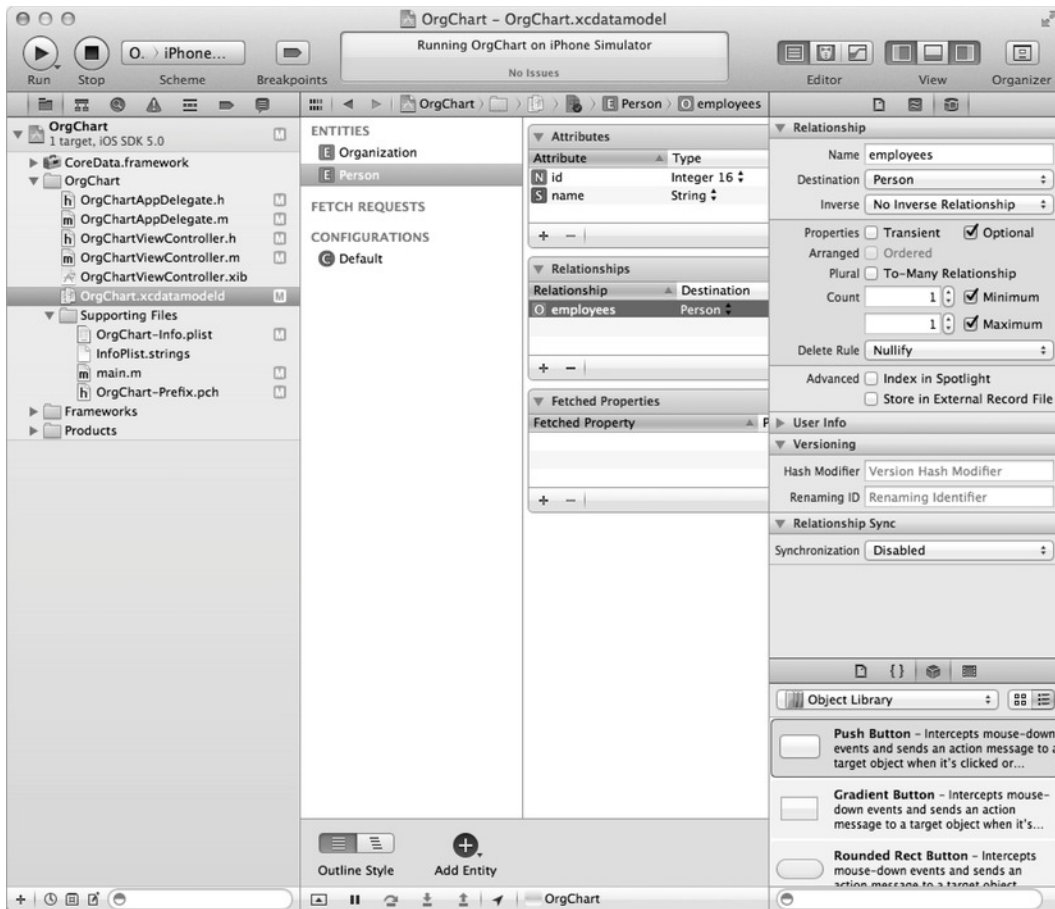 OrgChart – OrgChart.xcdatamodel
Run
Stop
O. › iPhone...
Scheme
Breakpoints
Running OrgChart on iPhone Simulator
No Issues
Editor
View
Organizer
OrgChart
1 target, iOS SDK 5.0
M
CoreData.framework
OrgChart
h OrgChartAppDelegate.h M
m OrgChartAppDelegate.m M
h OrgChartViewController.h M
m OrgChartViewController.m M
OrgChartViewController.xib
OrgChart.xcdatamodeld M
Supporting Files
OrgChart-Info.plist M
InfoPlist.strings
m main.m M
h OrgChart-Prefix.pch M
Frameworks
Products
OrgChart › › › › E Person › O employees
ENTITIES
E Organization
E Person
FETCH REQUESTS
CONFIGURATIONS
C Default
Attributes
Attribute Type
N id Integer 16
S name String
+ −
Relationships
Relationship Destination
O employees Person
+ −
Fetched Properties
Fetched Property P
+ −
Outline Style
Add Entity
OrgChart
Relationship
Name employees
Destination Person
Inverse No Inverse Relationship
Properties Transient Optional
Arranged Ordered
Plural To-Many Relationship
Count 1 Minimum
1 Maximum
Delete Rule Nullify
Advanced Index in Spotlight
Store in External Record File
User Info
Versioning
Hash Modifier Version Hash Modifier
Renaming ID Renaming Identifier
Relationship Sync
Synchronization Disabled
{}
Object Library
Push Button – Intercepts mouse-down
events and sends an action message to a
target object when it's clicked or...
Gradient Button – Intercepts mouse-
down events and sends an action
message to a target object when it's...
Rounded Rect Button – Intercepts
mouse-down events and sends an
action message to a target object